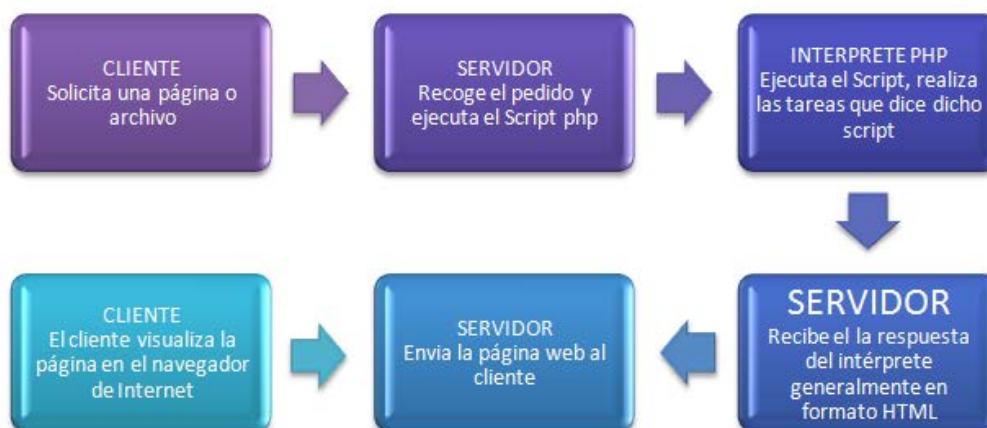 CLIENTE
Solicita una página o
archivo
SERVIDOR
Recoge el pedido y
ejecuta el Script php
INTERPRETE PHP
Ejecuta el Script, realiza
las tareas que dice dicho
script
SERVIDOR
Recibe el la respuesta
del intérprete
generalmente en
formato HTML
SERVIDOR
Envia la página web al
cliente
CLIENTE
El cliente visualiza la
página en el navegador
de Internet